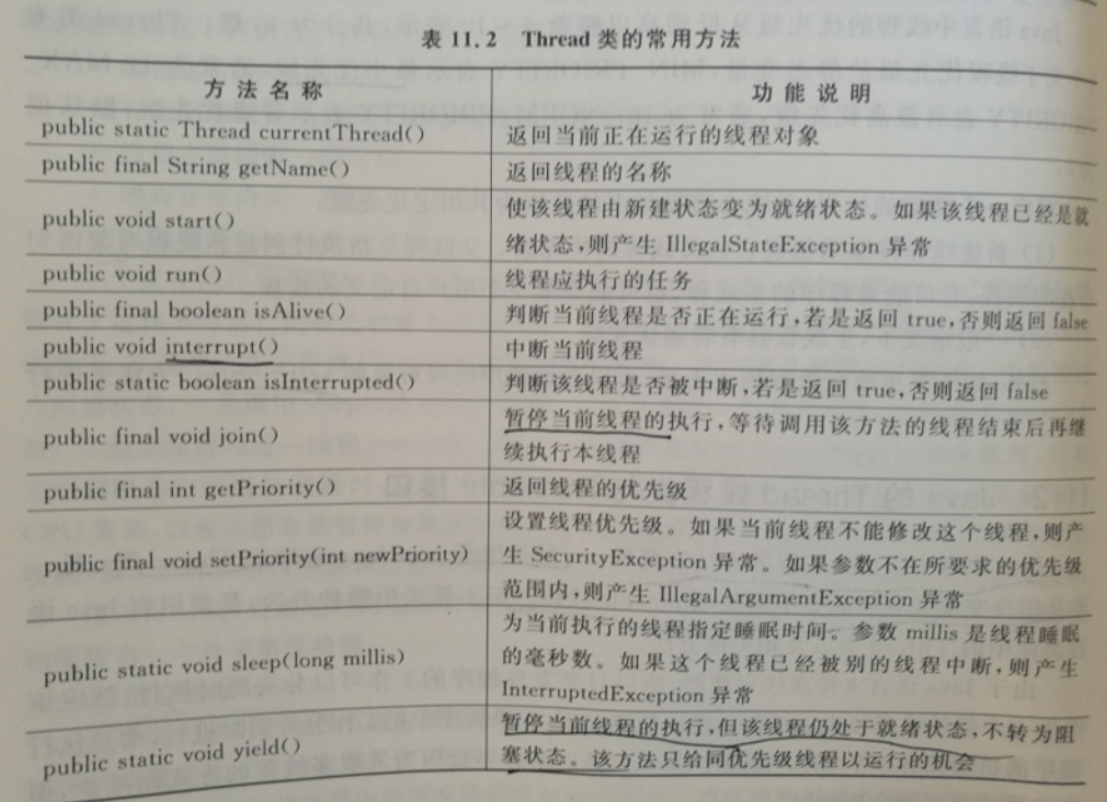 表 11.2 Thread 类的常用方法
方法名称 功能说明
public static Thread currentThread() 返回当前正在运行的线程对象
public final String getName() 返回线程的名称
public void start() 使该线程由新建状态变为就绪状态。如果该线程已经是就
绪状态,则产生 IllegalStateException 异常
public void run() 线程应执行的任务
public final boolean isAlive() 判断当前线程是否正在运行,若是返回 true,否则返回 false
public void interrupt() 中断当前线程
public static boolean isInterrupted() 判断该线程是否被中断,若是返回 true,否则返回 false
public final void join() 暂停当前线程的执行,等待调用该方法的线程结束后再继
续执行本线程
public final int getPriority() 返回线程的优先级
public final void setPriority(int newPriority) 设置线程优先级。如果当前线程不能修改这个线程,则产
生 SecurityException 异常。如果参数不在所要求的优先级
范围内,则产生 IllegalArgumentException 异常
public static void sleep(long millis) 为当前执行的线程指定睡眠时间。参数 millis 是线程睡眠
的毫秒数。如果这个线程已经被别的线程中断,则产生
InterruptedException 异常
public static void yield() 暂停当前线程的执行,但该线程仍处于就绪状态,不转为阻
塞状态。该方法只给同优先级线程以运行的机会